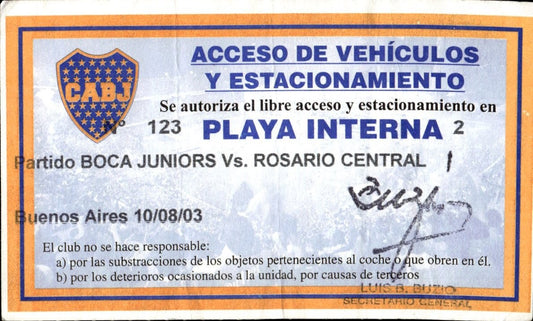 ACCESO DE VEHÍCULOS
Y ESTACIONAMIENTO
CABJ
Se autoriza el libre acceso y estacionamiento en
Nº 123 PLAYA INTERNA 2
Partido BOCA JUNIORS Vs. ROSARIO CENTRAL 1
Buenos Aires 10/08/03
El club no se hace responsable:
a) por las substracciones de los objetos pertenecientes al coche o que obren en él.
b) por los deterioros ocasionados a la unidad, por causas de terceros
LUIS B. BUZIO
SECRETARIO GENERAL